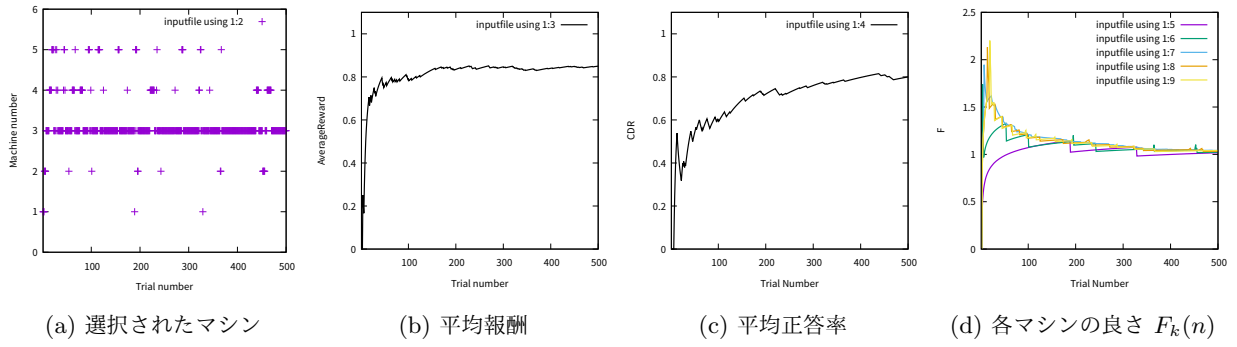 inputfile using 1:2
Machine number
6
5
4
3
2
1
0
100 200 300 400 500
Trial number
(a) 選択されたマシン
inputfile using 1:3
AverageReward
1
0.8
0.6
0.4
0.2
0
100 200 300 400 500
Trial number
(b) 平均報酬
inputfile using 1:4
CDR
1
0.8
0.6
0.4
0.2
0
100 200 300 400 500
Trial Number
(c) 平均正答率
inputfile using 1:5
inputfile using 1:6
inputfile using 1:7
inputfile using 1:8
inputfile using 1:9
F
2.5
2
1.5
1
0.5
0
100 200 300 400 500
Trial Number
(d) 各マシンの良さ F_k(n)